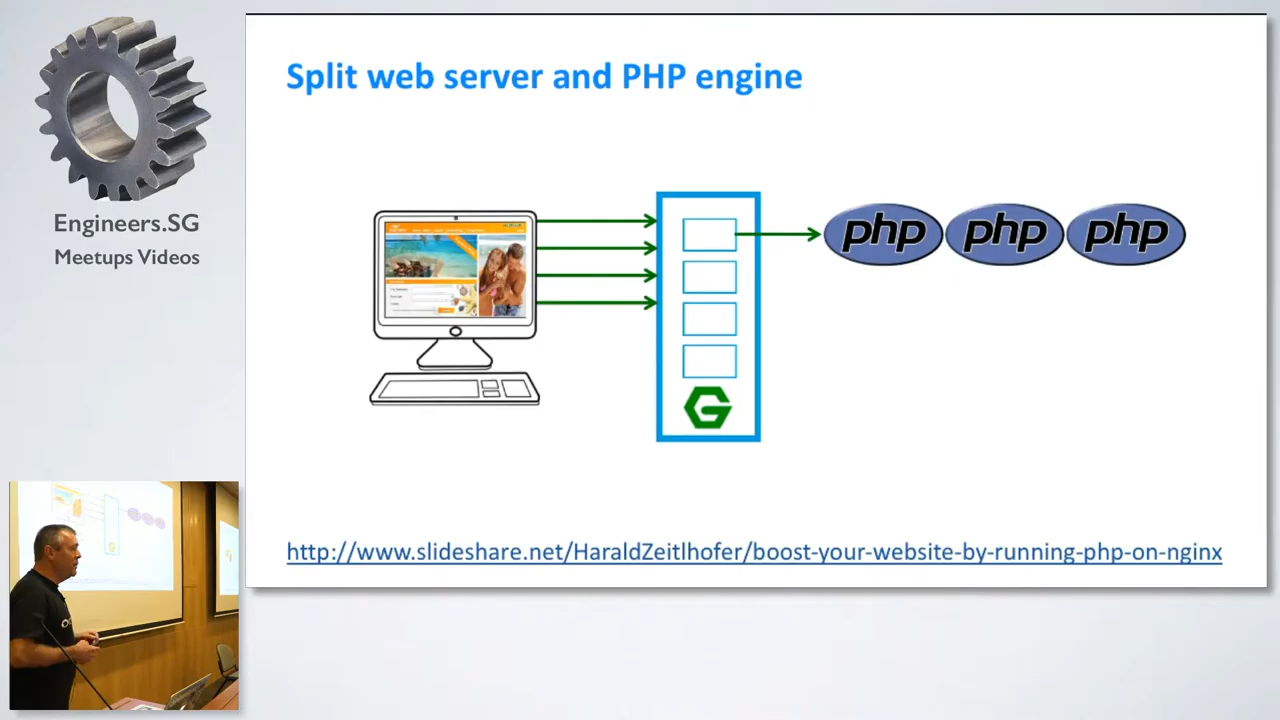 Engineers.SG
Meetups Videos
Split web server and PHP engine
php php php
http://www.slideshare.net/HaraldZeitlhofer/boost-your-website-by-running-php-on-nginx